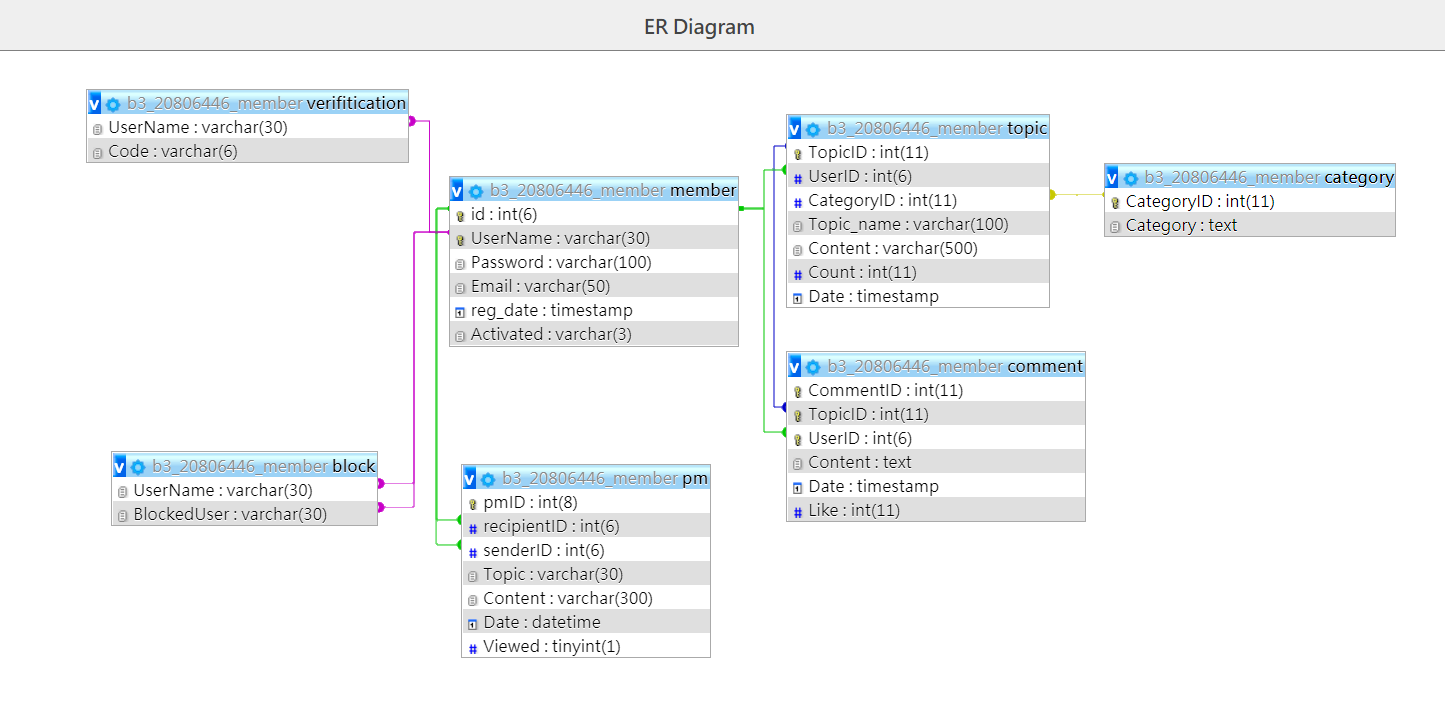 ER Diagram
b3_20806446_member verifitication
UserName : varchar(30)
Code : varchar(6)
b3_20806446_member member
id : int(6)
UserName : varchar(30)
Password : varchar(100)
Email : varchar(50)
reg_date : timestamp
Activated : varchar(3)
b3_20806446_member topic
TopicID : int(11)
UserID : int(6)
CategoryID : int(11)
Topic_name : varchar(100)
Content : varchar(500)
Count : int(11)
Date : timestamp
b3_20806446_member category
CategoryID : int(11)
Category : text
b3_20806446_member comment
CommentID : int(11)
TopicID : int(11)
UserID : int(6)
Content : text
Date : timestamp
Like : int(11)
b3_20806446_member block
UserName : varchar(30)
BlockedUser : varchar(30)
b3_20806446_member pm
pmID : int(8)
recipientID : int(6)
senderID : int(6)
Topic : varchar(30)
Content : varchar(300)
Date : datetime
Viewed : tinyint(1)